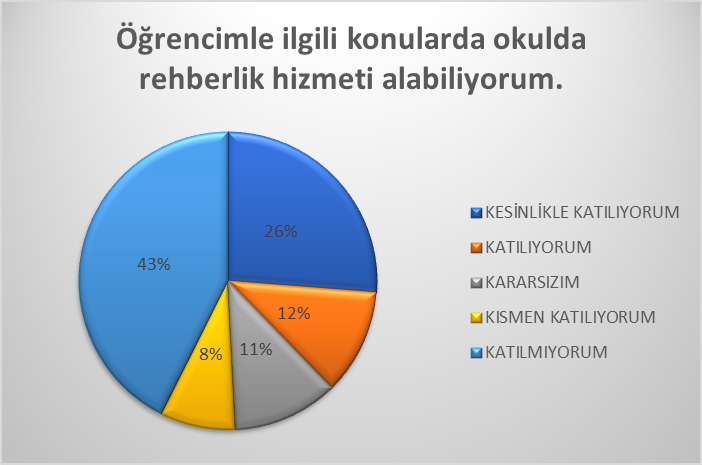 Öğrencimle ilgili konularda okulda
rehberlik hizmeti alabiliyorum.
26%
12%
11%
8%
43%
KESİNLİKLE KATILIYORUM
KATILIYORUM
KARARSIZIM
KISMEN KATILIYORUM
KATILMIYORUM